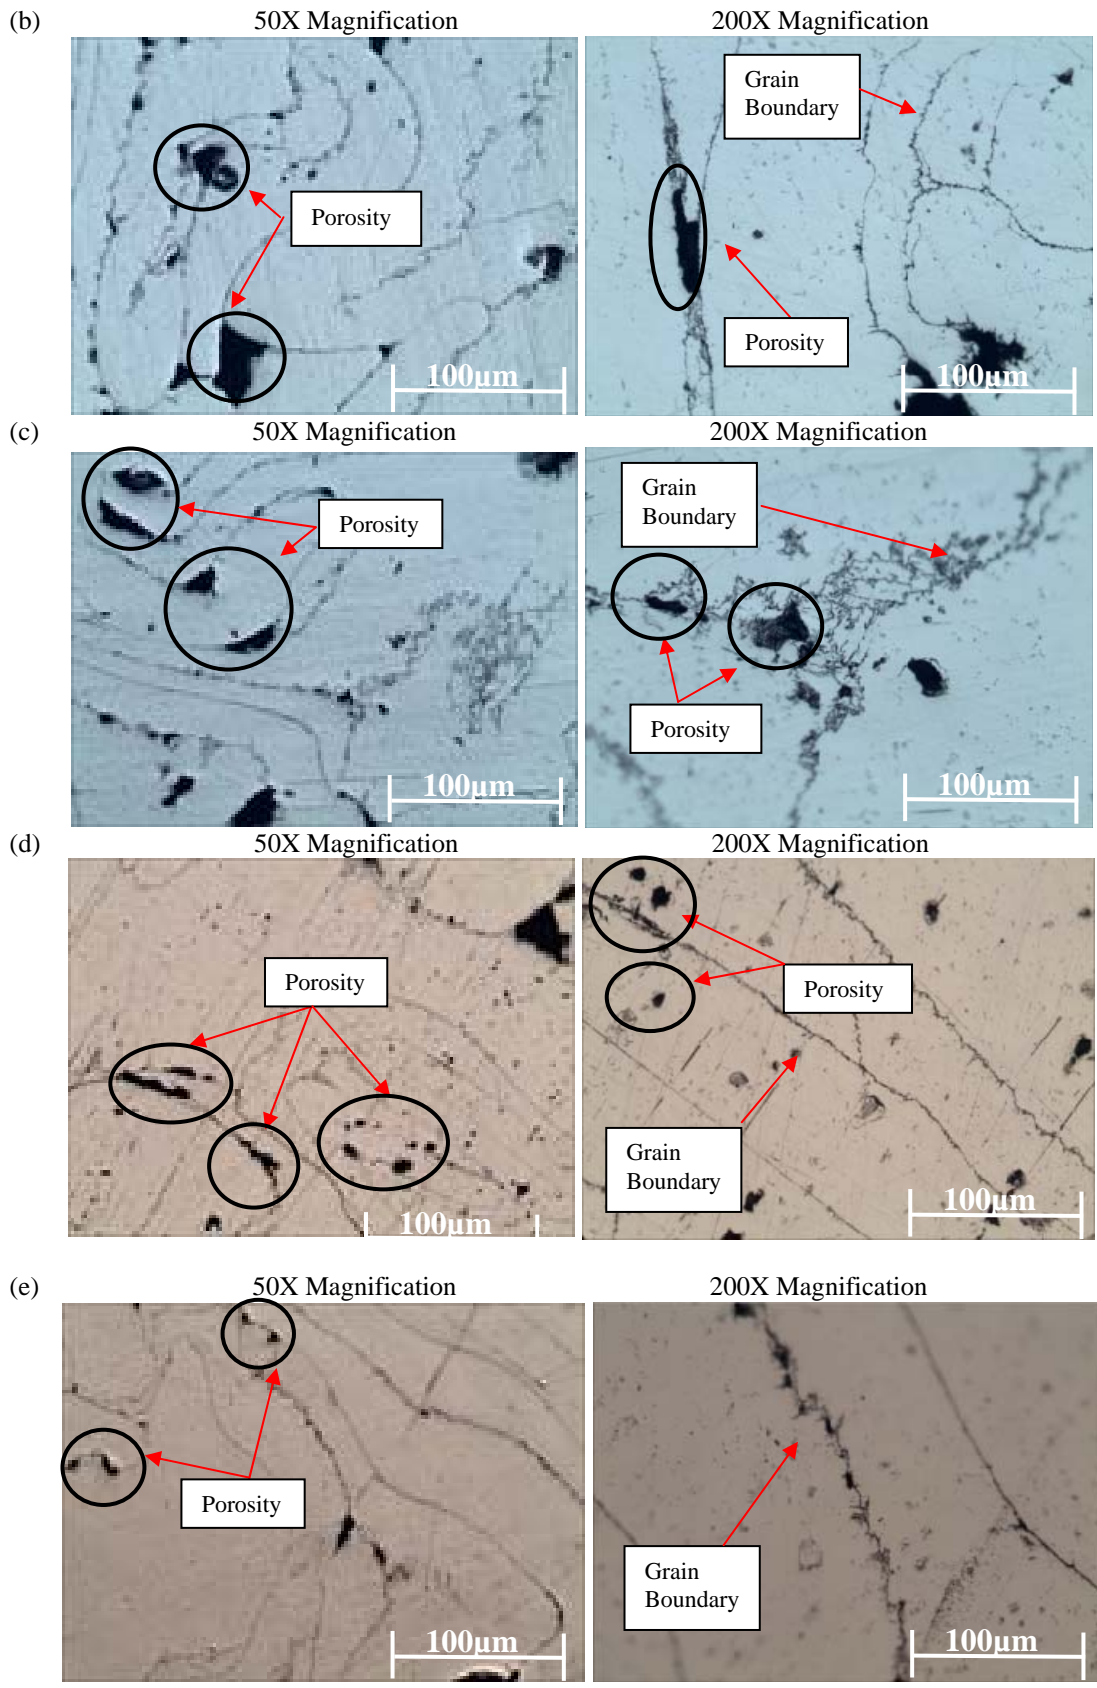 (b)
50X Magnification
200X Magnification
Porosity
100µm
Grain
Boundary
Porosity
100µm
(c)
50X Magnification
200X Magnification
Porosity
100µm
Grain
Boundary
Porosity
100µm
(d)
50X Magnification
200X Magnification
Porosity
100µm
Porosity
Grain
Boundary
100µm
(e)
50X Magnification
200X Magnification
Porosity
100µm
Grain
Boundary
100µm